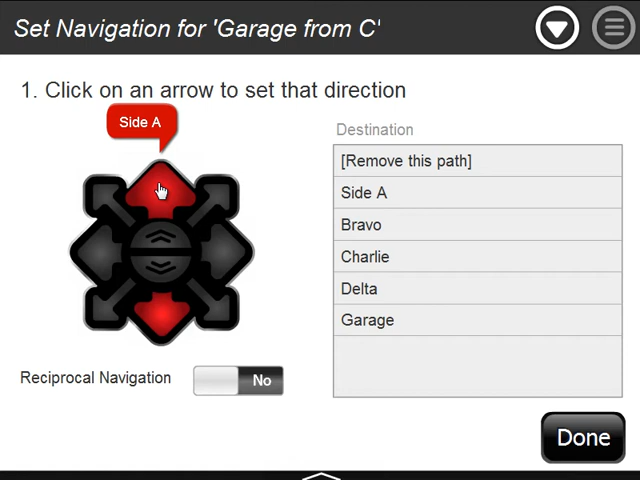 Set Navigation for 'Garage from C'
1. Click on an arrow to set that direction
Side A
Destination
[Remove this path]
Side A
Bravo
Charlie
Delta
Garage
Reciprocal Navigation
No
Done